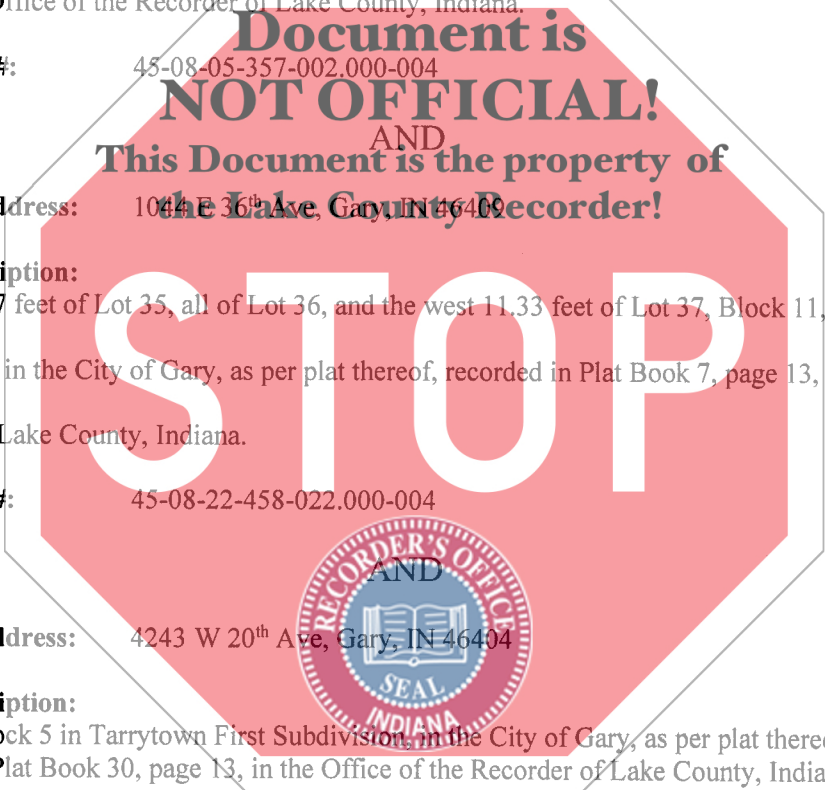 ffice of the Recorder of Lake County, Indiana.
Document is
#: 45-08-05-357-002.000-004
NOT OFFICIAL!
AND
This Document is the property of
ddress: 1044 E 36th Ave, Gary, IN 46409
the Lake County Recorder!
iption:
7 feet of Lot 35, all of Lot 36, and the west 11.33 feet of Lot 37, Block 11,
STOP
in the City of Gary, as per plat thereof, recorded in Plat Book 7, page 13,
Lake County, Indiana.
#: 45-08-22-458-022.000-004
RECORDER'S OFFICE
AND
ddress: 4243 W 20th Ave, Gary, IN 46404
SEAL
iption:
INDIANA
ock 5 in Tarrytown First Subdivision, in the City of Gary, as per plat there
Plat Book 30, page 13, in the Office of the Recorder of Lake County, India